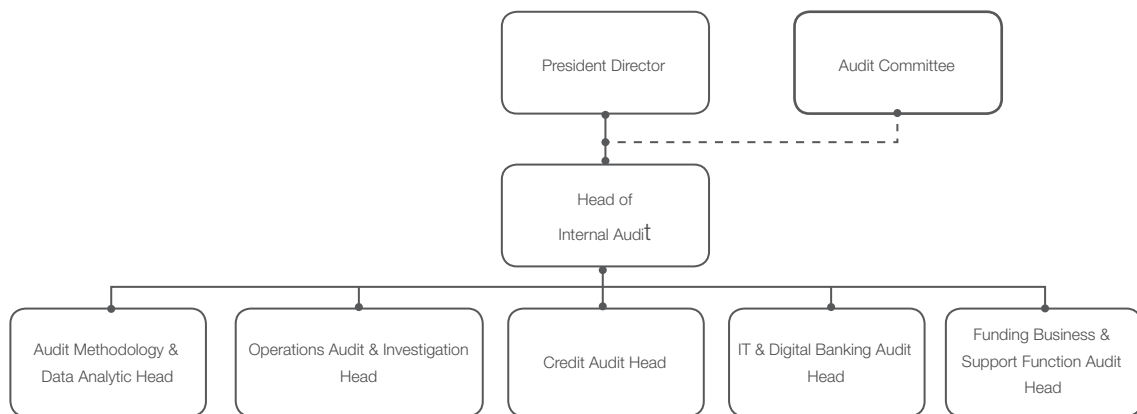 President Director
Audit Committee
Head of
Internal Audit
Audit Methodology &
Data Analytic Head
Operations Audit & Investigation
Head
Credit Audit Head
IT & Digital Banking Audit
Head
Funding Business &
Support Function Audit
Head